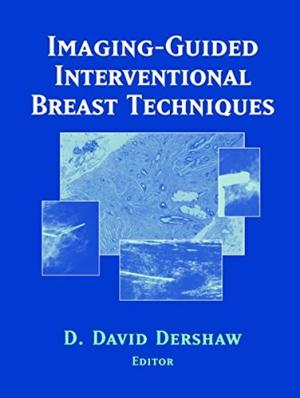 Imaging-Guided
Interventional
Breast Techniques
D. David Dershaw
Editor